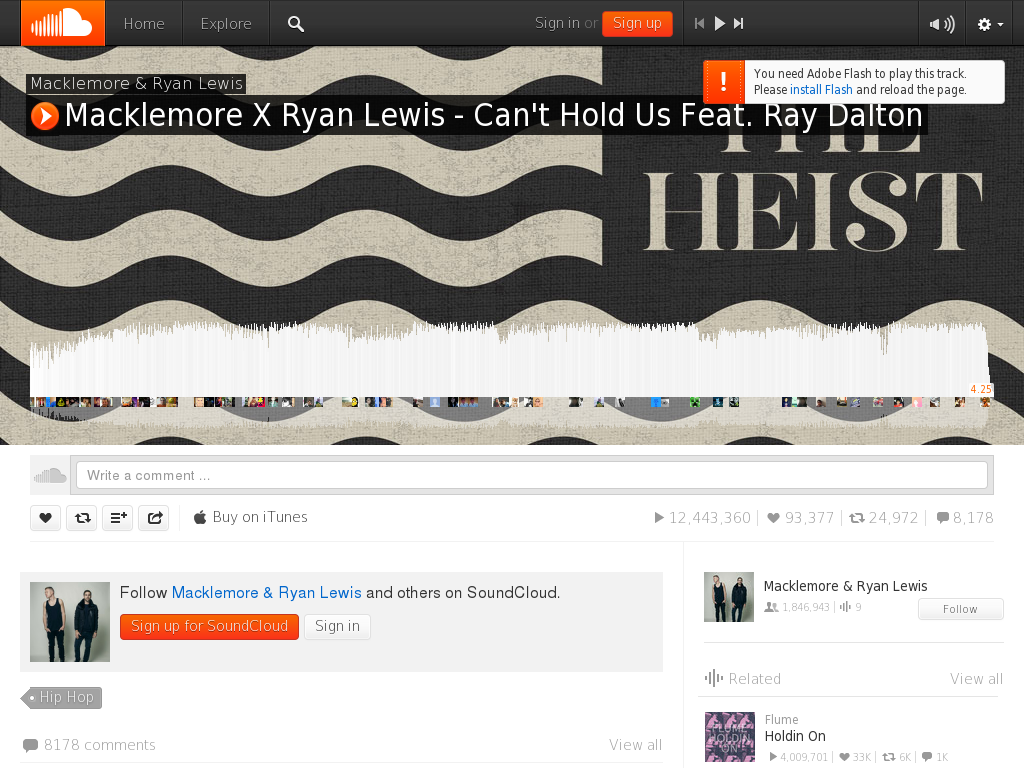 Home
Explore
Sign in or Sign up
Macklemore & Ryan Lewis
Macklemore X Ryan Lewis - Can't Hold Us Feat. Ray Dalton
!
You need Adobe Flash to play this track.
Please install Flash and reload the page.
THE
HEIST
4.25
Write a comment ...
Buy on iTunes
12,443,360
93,377
24,972
8,178
Follow Macklemore & Ryan Lewis and others on SoundCloud.
Sign up for SoundCloud
Sign in
Hip Hop
8178 comments
View all
Macklemore & Ryan Lewis
1,846,943
9
Follow
Related
View all
FLUME
HOLDIN
ON
Flume
Holdin On
4,009,701
33K
6K
1K